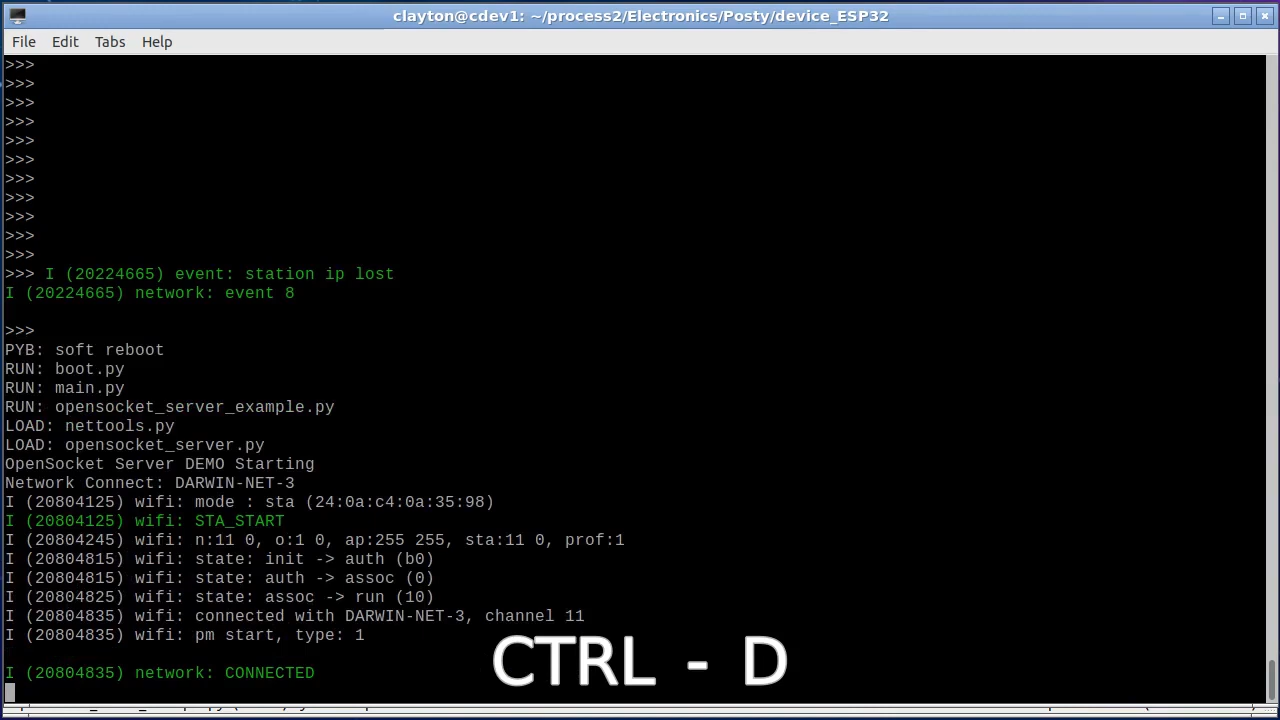 clayton@cdev1: ~/process2/Electronics/Posty/device_ESP32
File Edit Tabs Help
>>>
>>>
>>>
>>>
>>>
>>>
>>>
>>>
>>>
>>>
>>>
>>> I (20224665) event: station ip lost
I (20224665) network: event 8
>>>
PYB: soft reboot
RUN: boot.py
RUN: main.py
RUN: opensocket_server_example.py
LOAD: nettools.py
LOAD: opensocket_server.py
OpenSocket Server DEMO Starting
Network Connect: DARWIN-NET-3
I (20804125) wifi: mode : sta (24:0a:c4:0a:35:98)
I (20804125) wifi: STA_START
I (20804245) wifi: n:11 0, o:1 0, ap:255 255, sta:11 0, prof:1
I (20804815) wifi: state: init -> auth (b0)
I (20804815) wifi: state: auth -> assoc (0)
I (20804825) wifi: state: assoc -> run (10)
I (20804835) wifi: connected with DARWIN-NET-3, channel 11
I (20804835) wifi: pm start, type: 1
CTRL - D
I (20804835) network: CONNECTED